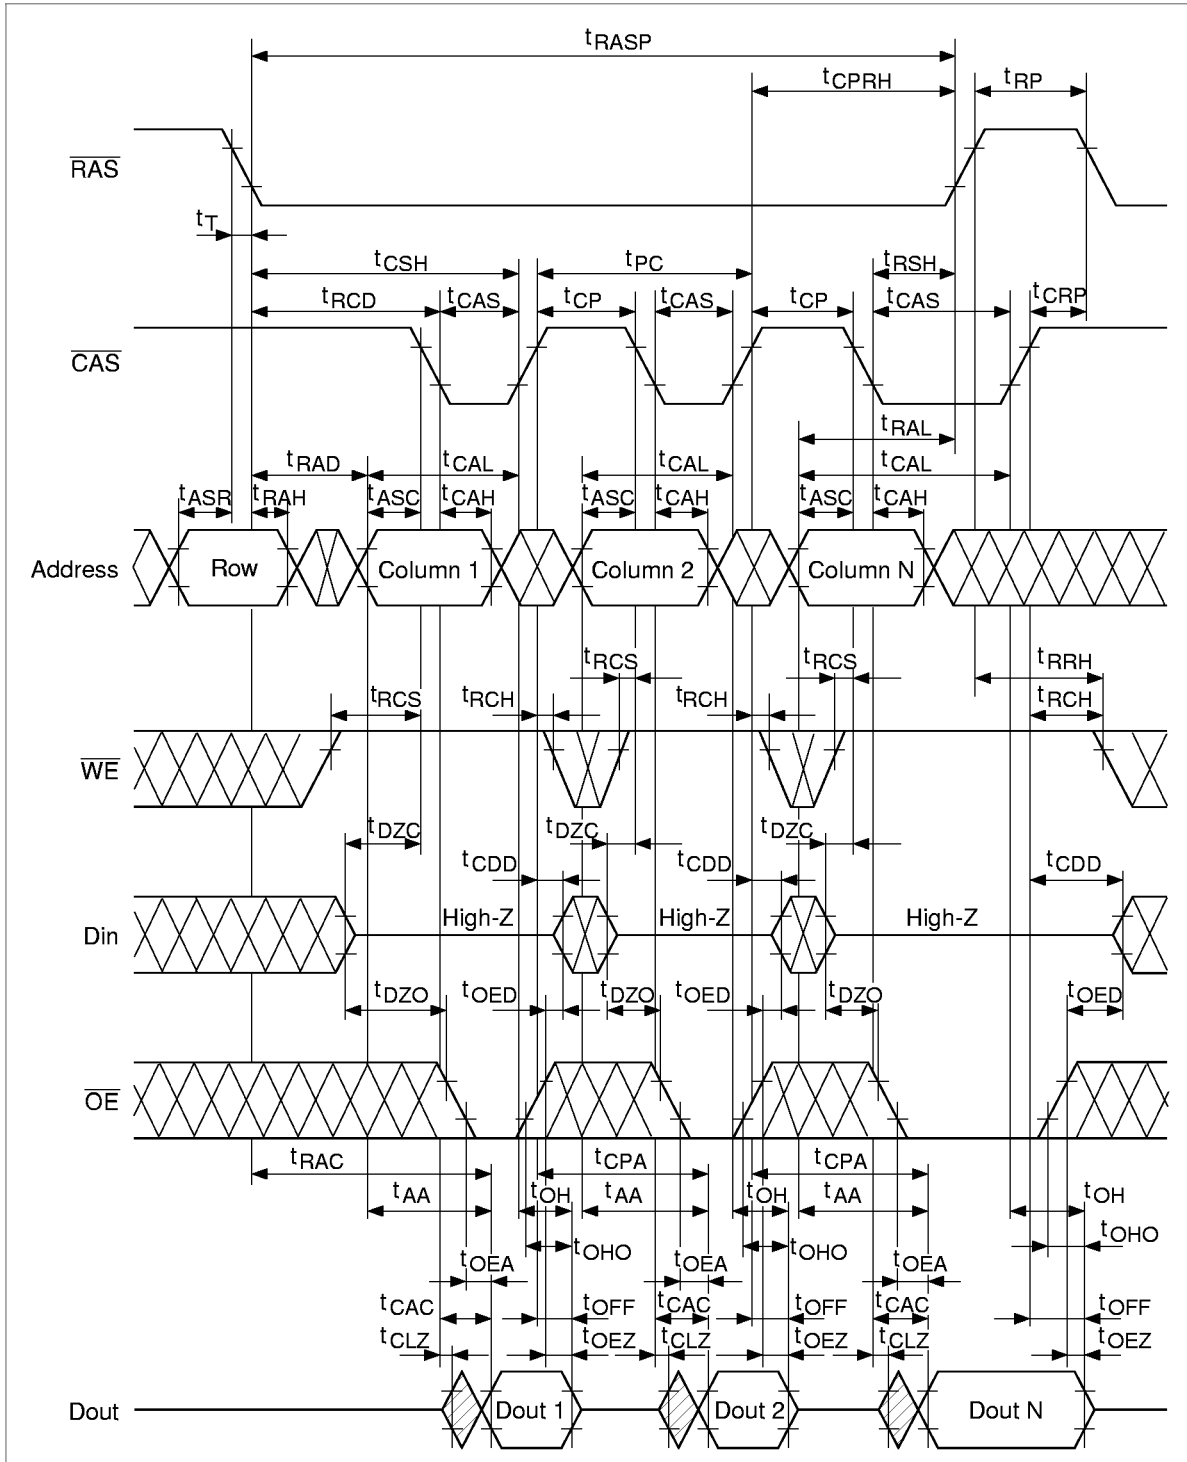 tRASP
tCPRH tRP
RAS
tT
tCSH tPC tRSH
tRCD tCAS tCP tCAS tCP tCAS tCRP
CAS
tRAL
tRAD tCAL tCAL tCAL
tASR tRAH tASC tCAH tASC tCAH tASC tCAH
Address Row Column 1 Column 2 Column N
tRCS tRCS tRRH
tRCS tRCH tRCH tRCH
WE
tDZC tDZC tDZC
tCDD tCDD tCDD
High-Z High-Z High-Z
Din
tDZO tOED tDZO tOED tDZO tOED
OE
tRAC tCPA tCPA
tAA tOH tAA tOH tAA tOH
tOHO tOHO tOHO
tOEA tOEA tOEA
tCAC tOFF tCAC tOFF tCAC tOFF
tCLZ tOEZ tCLZ tOEZ tCLZ tOEZ
Dout Dout 1 Dout 2 Dout N